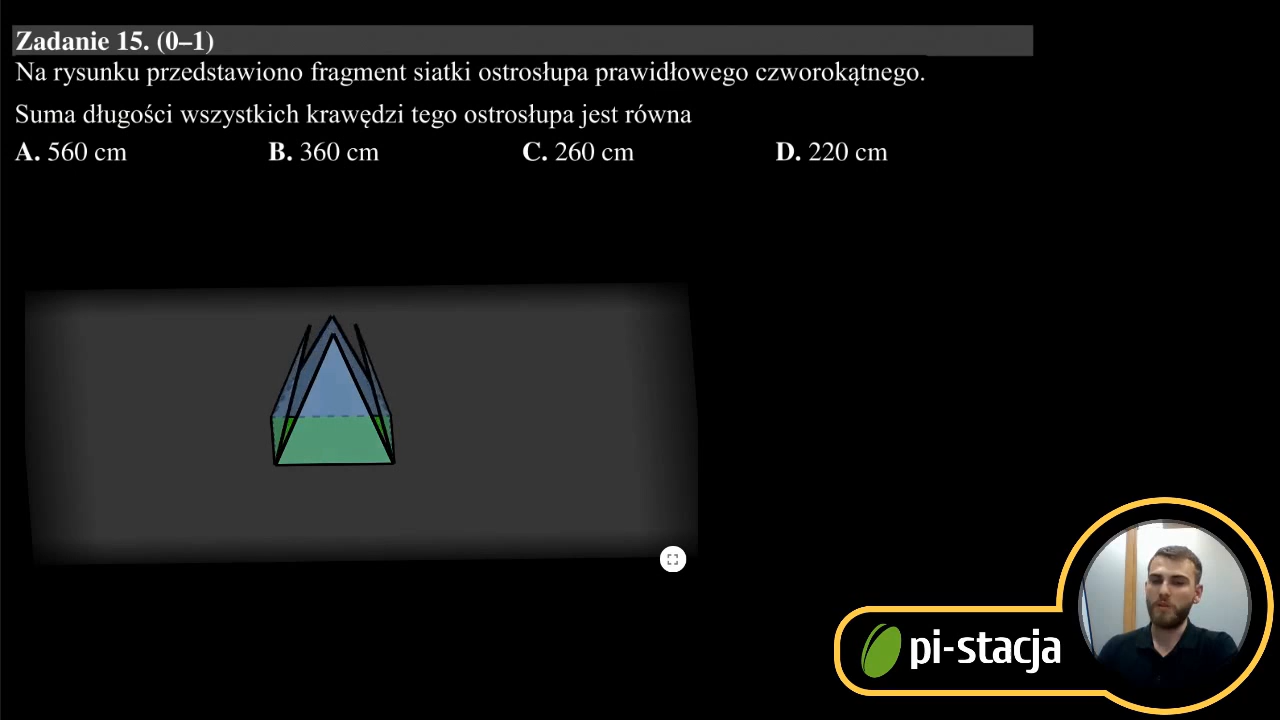 Zadanie 15. (0–1)
Na rysunku przedstawiono fragment siatki ostrosłupa prawidłowego czworokątnego.
Suma długości wszystkich krawędzi tego ostrosłupa jest równa
A. 560 cm B. 360 cm C. 260 cm D. 220 cm
pi-stacja